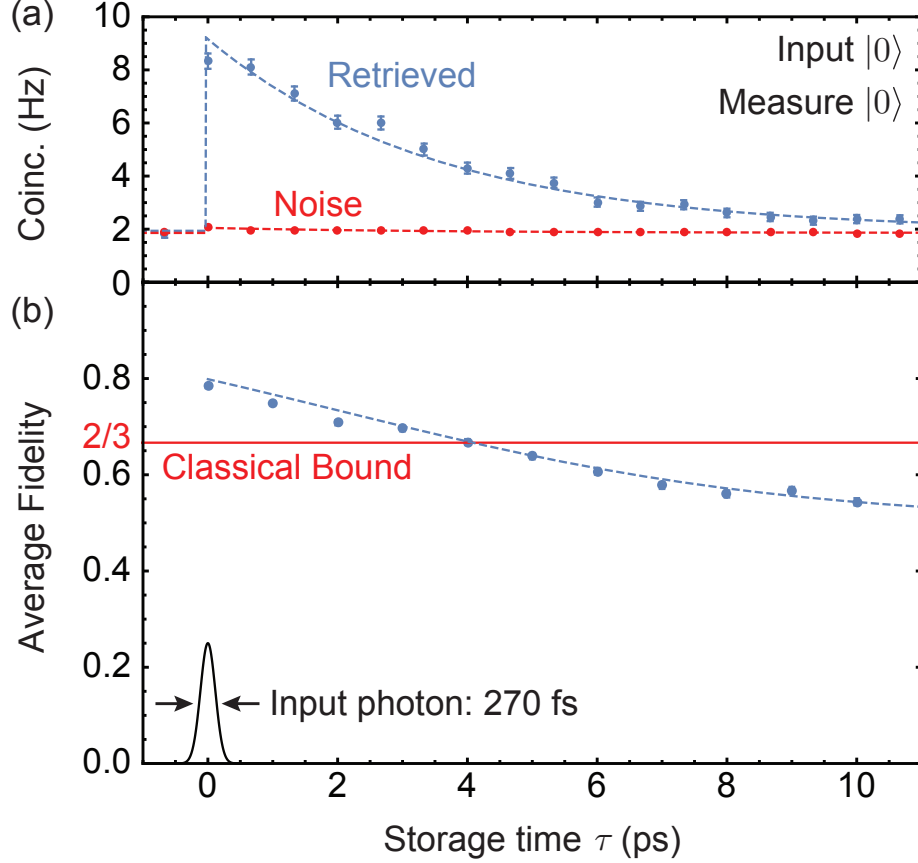 (a)
10
8
6
4
2
0
Coinc. (Hz)
Retrieved
Noise
Input |0⟩
Measure |0⟩
(b)
0.8
2/3
0.6
0.4
0.2
0.0
Average Fidelity
Classical Bound
Input photon: 270 fs
0 2 4 6 8 10
Storage time τ (ps)